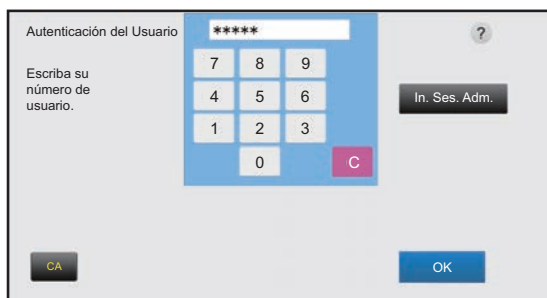 Autenticación del Usuario
*****
?
Escriba su
número de
usuario.
7 8 9
4 5 6
1 2 3
0 C
In. Ses. Adm.
CA
OK